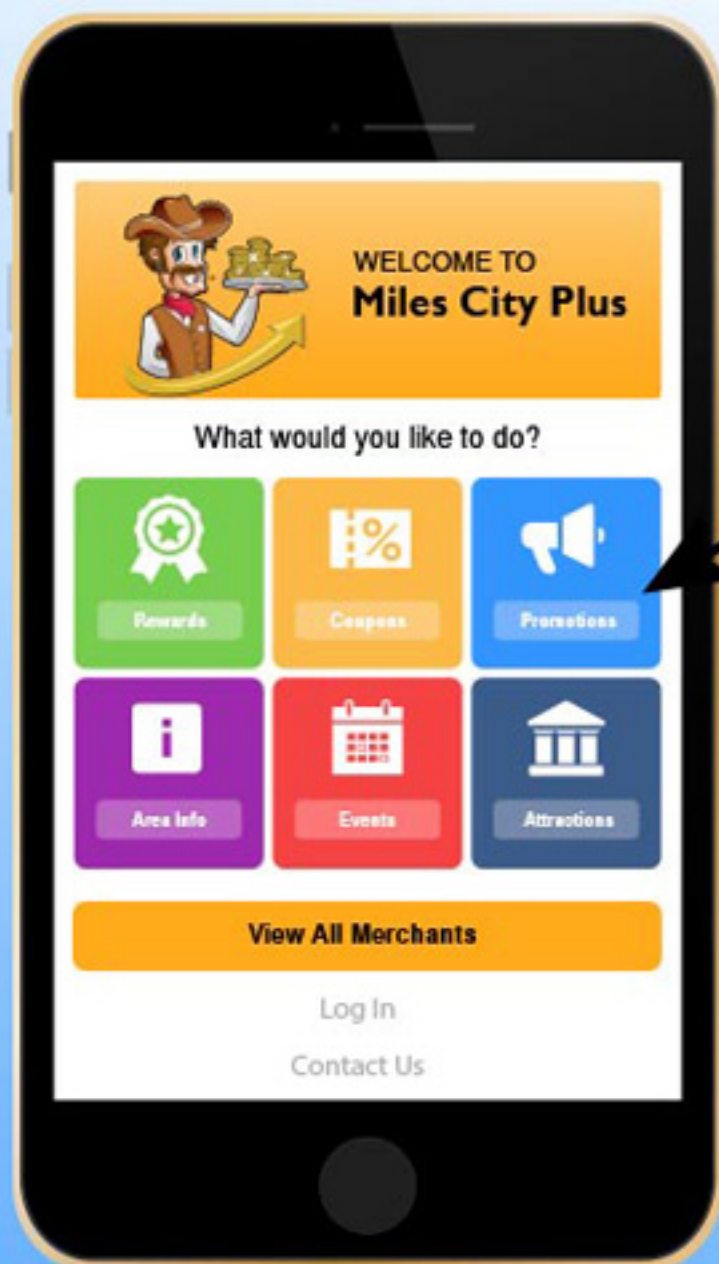 WELCOME TO
Miles City Plus
What would you like to do?
Rewards
Coupons
Promotions
Area Info
Events
Attractions
View All Merchants
Log In
Contact Us